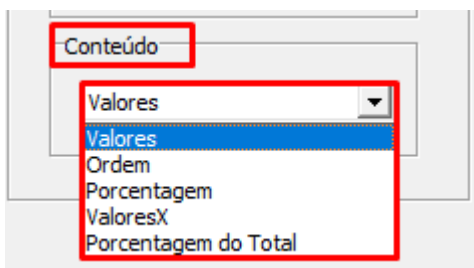 Conteúdo
Valores
Valores
Ordem
Porcentagem
ValoresX
Porcentagem do Total